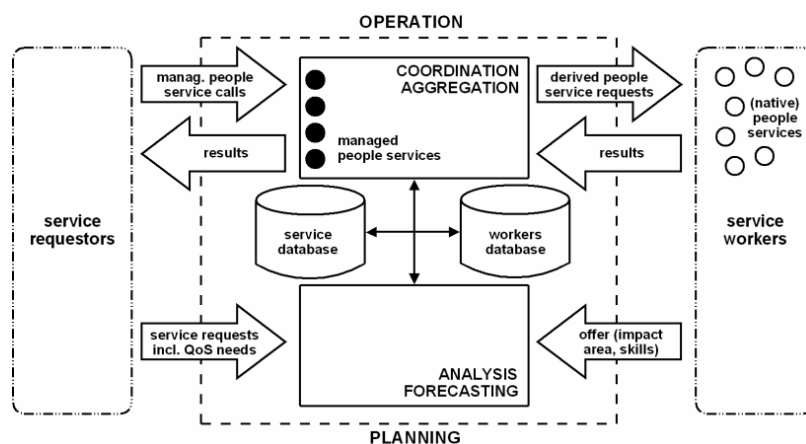 OPERATION
manag. people
service calls
COORDINATION
AGGREGATION
derived people
service requests
(native)
people
services
results
managed
people services
results
service
requestors
service
database
workers
database
service
workers
service requests
incl. QoS needs
offer (impact
area, skills)
ANALYSIS
FORECASTING
PLANNING